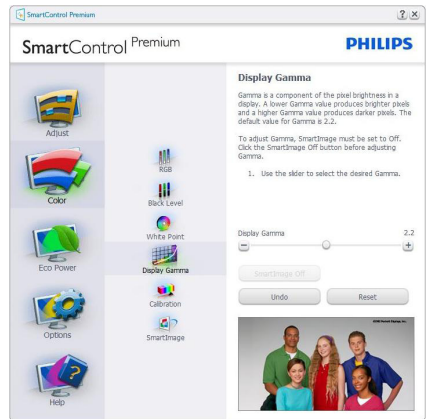 SmartControl Premium
SmartControl Premium
PHILIPS
Adjust
Color
Eco Power
Options
Help
RGB
Black Level
White Point
Display Gamma
Calibration
SmartImage
Display Gamma
Gamma is a component of the pixel brightness in a
display. A lower Gamma value produces brighter pixels
and a higher Gamma value produces darker pixels. The
default value for Gamma is 2.2.
To adjust Gamma, SmartImage must be set to Off.
Click the SmartImage Off button before adjusting
Gamma.
1. Use the slider to select the desired Gamma.
Display Gamma 2.2
SmartImage Off
Undo Reset